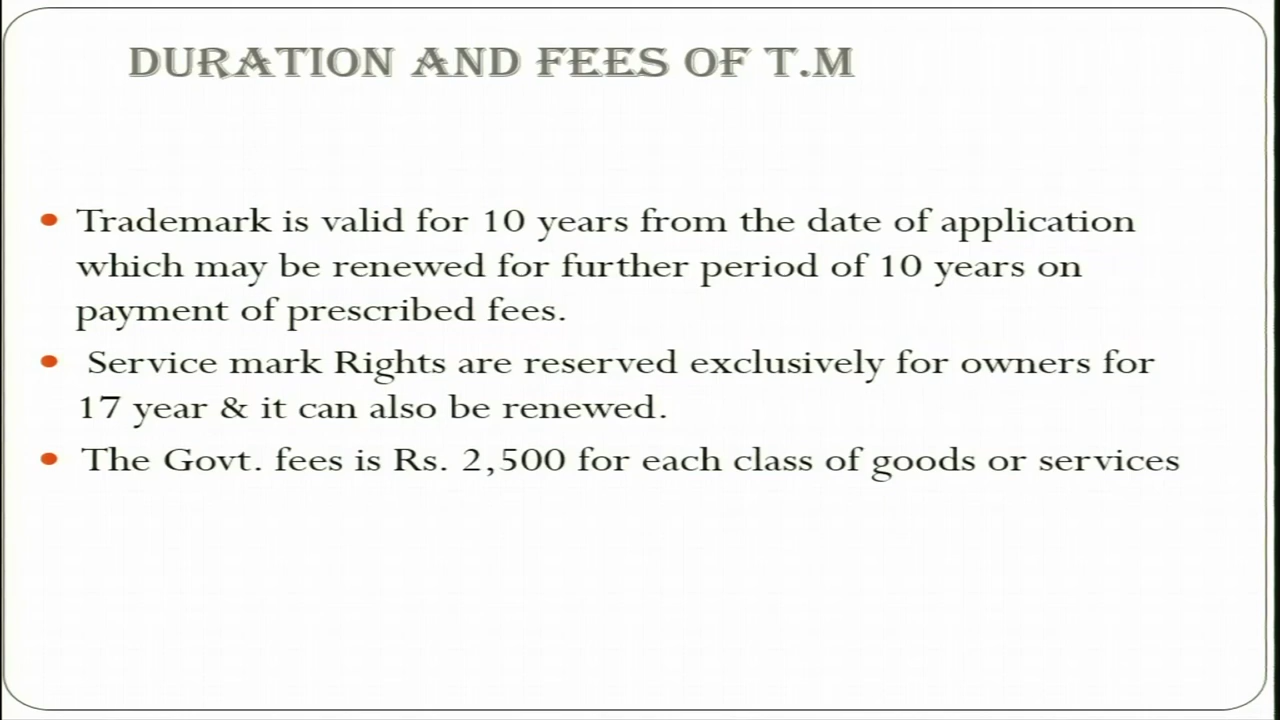 DURATION AND FEES OF T.M
Trademark is valid for 10 years from the date of application
which may be renewed for further period of 10 years on
payment of prescribed fees.
Service mark Rights are reserved exclusively for owners for
17 year & it can also be renewed.
The Govt. fees is Rs. 2,500 for each class of goods or services